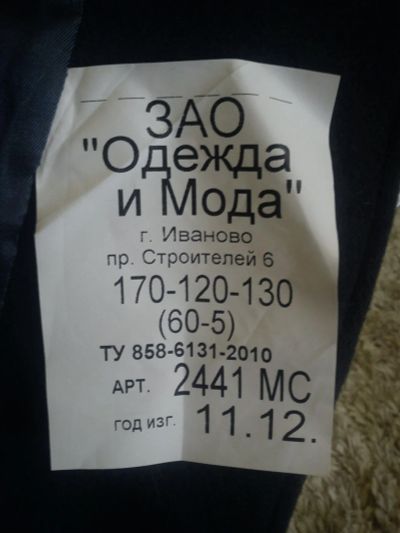 ЗАО
"Одежда
и Мода"
г. Иваново
пр. Строителей 6
170-120-130
(60-5)
ТУ 858-6131-2010
АРТ. 2441 МС
год изг. 11.12.